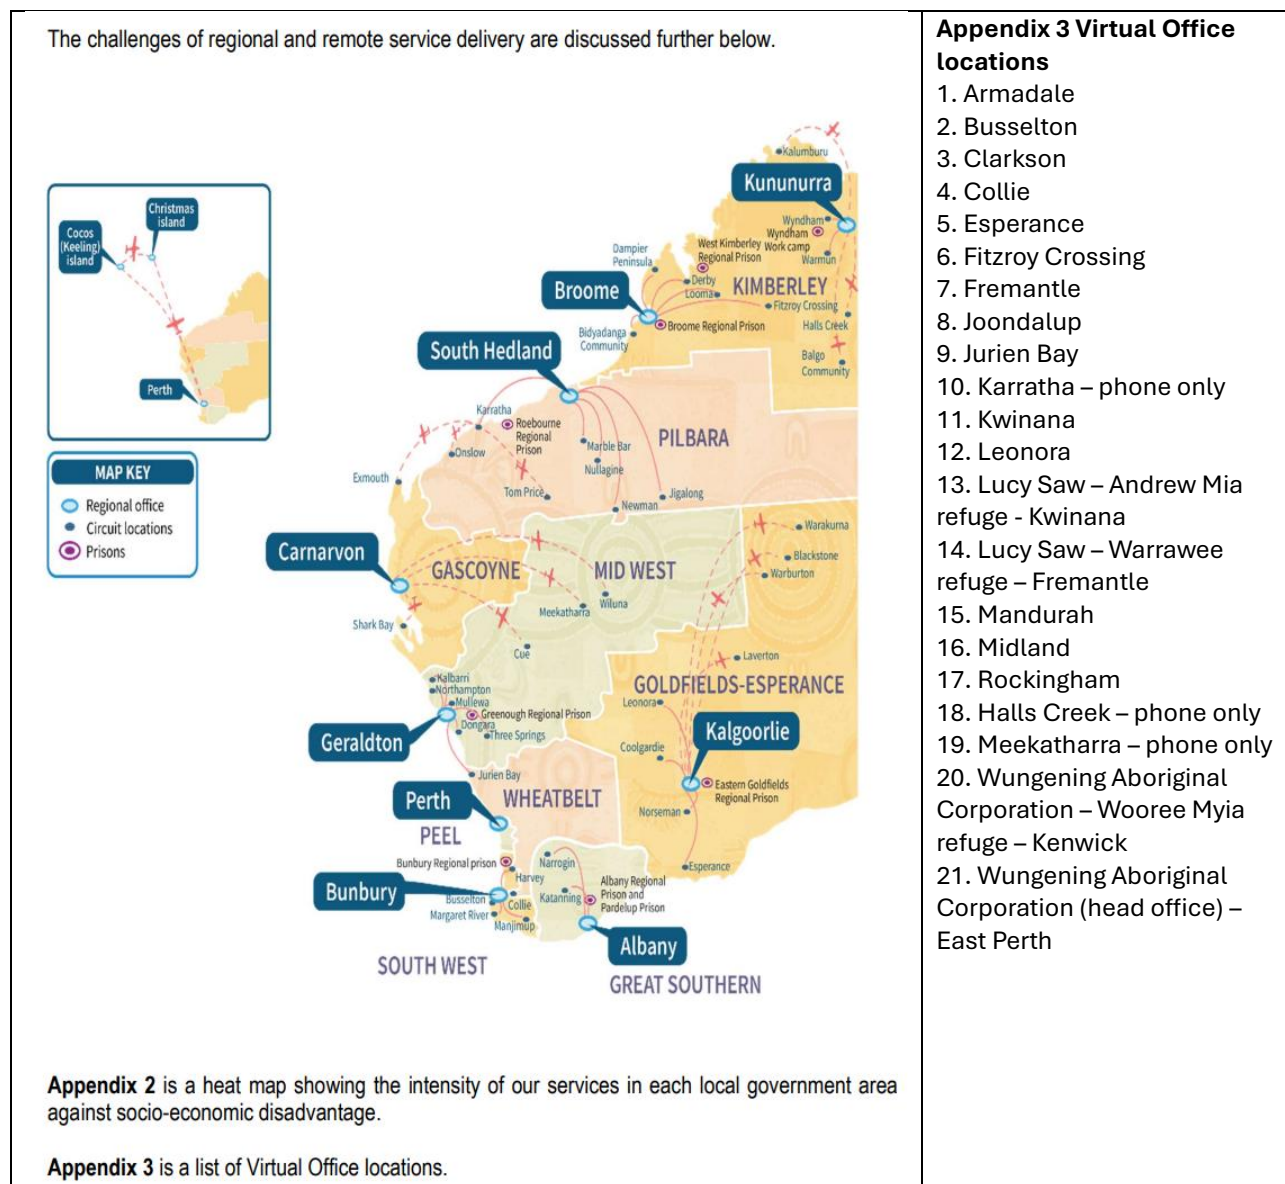 The challenges of regional and remote service delivery are discussed further below.
Christmas
island
Cocos
(Keeling)
island
Perth
MAP KEY
Regional office
Circuit locations
Prisons
Kalumburu
Kununurra
Wyndham
Wyndham
Work camp
Warmun
West Kimberley
Regional Prison
Dampier
Peninsula
Derby
Looma
KIMBERLEY
Broome
Fitzroy Crossing
Broome Regional Prison
Halls Creek
Bidyadanga
Community
Balgo
Community
South Hedland
Karratha
Roebourne
Regional
Prison
PILBARA
Marble Bar
Onslow
Nullagine
Exmouth
Tom Price
Jigalong
Newman
Warakurna
Carnarvon
Blackstone
GASCOYNE
MID WEST
Warburton
Wiluna
Meekatharra
Shark Bay
Cue
Laverton
Kalbarri
Northampton
GOLDFIELDS-ESPERANCE
Mullewa
Leonora
Greenough Regional Prison
Dongara
Geraldton
Three Springs
Kalgoorlie
Coolgardie
Jurien Bay
Eastern Goldfields
Regional Prison
Perth
WHEATBELT
Norseman
PEEL
Bunbury Regional prison
Narrogin
Esperance
Harvey
Albany Regional
Prison and
Pardelup Prison
Bunbury
Katanning
Busselton
Collie
Margaret River
Manjimup
Albany
SOUTH WEST
GREAT SOUTHERN
Appendix 2 is a heat map showing the intensity of our services in each local government area
against socio-economic disadvantage.
Appendix 3 is a list of Virtual Office locations.
Appendix 3 Virtual Office
locations
1. Armadale
2. Busselton
3. Clarkson
4. Collie
5. Esperance
6. Fitzroy Crossing
7. Fremantle
8. Joondalup
9. Jurien Bay
10. Karratha – phone only
11. Kwinana
12. Leonora
13. Lucy Saw – Andrew Mia
refuge - Kwinana
14. Lucy Saw – Warrawee
refuge – Fremantle
15. Mandurah
16. Midland
17. Rockingham
18. Halls Creek – phone only
19. Meekatharra – phone only
20. Wungening Aboriginal
Corporation – Wooree Myia
refuge – Kenwick
21. Wungening Aboriginal
Corporation (head office) –
East Perth